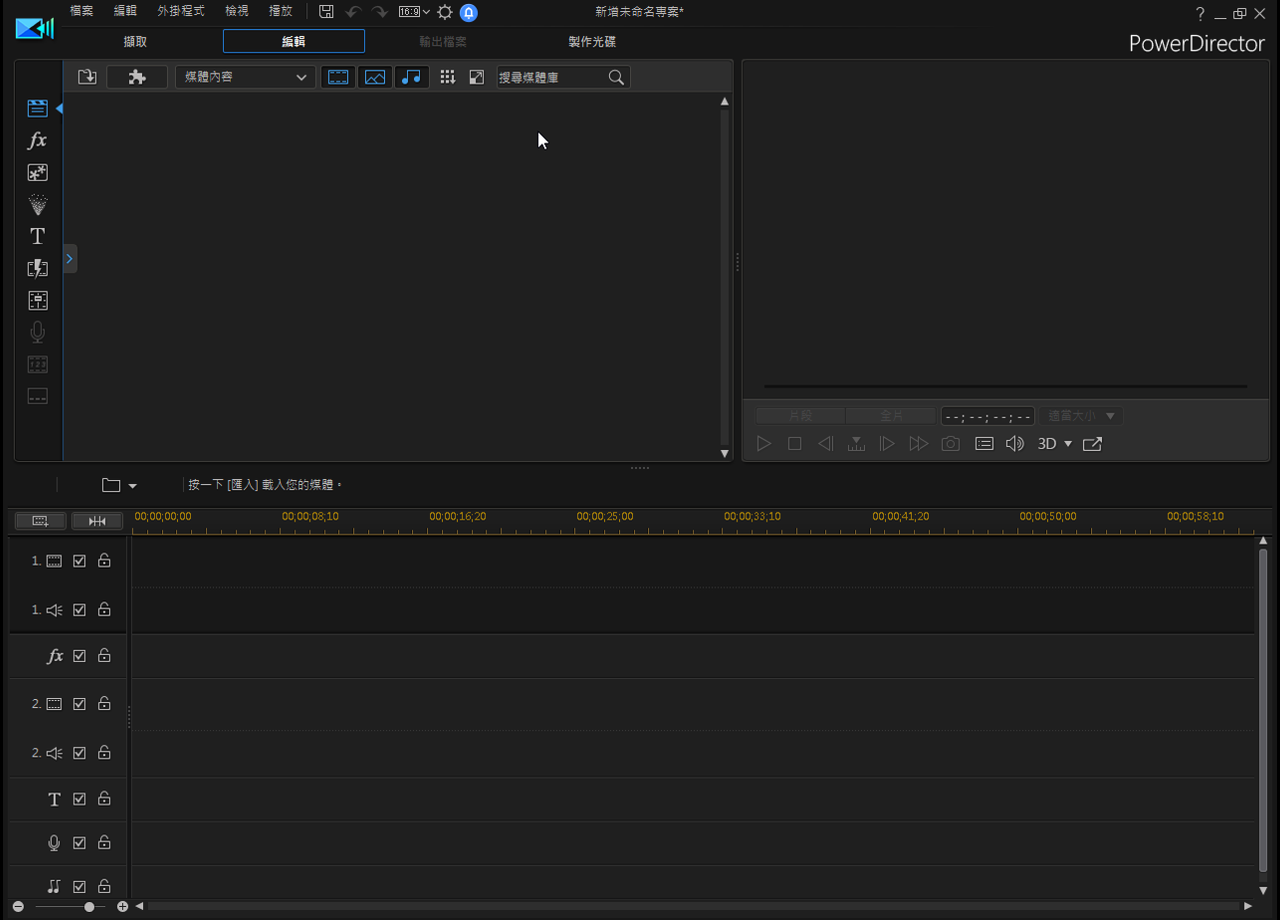 檔案 編輯 外掛程式 檢視 播放 16:9 新增未命名專案* ?
擷取 編輯 輸出檔案 製作光碟 PowerDirector
媒體內容 搜尋媒體庫
fx
T
片段 全片 --;--;--;-- 適當大小
3D
按一下 [匯入] 載入您的媒體。
00;00;00;00 00;00;08;10 00;00;16;20 00;00;25;00 00;00;33;10 00;00;41;20 00;00;50;00 00;00;58;10
1.
1.
fx
2.
2.
T